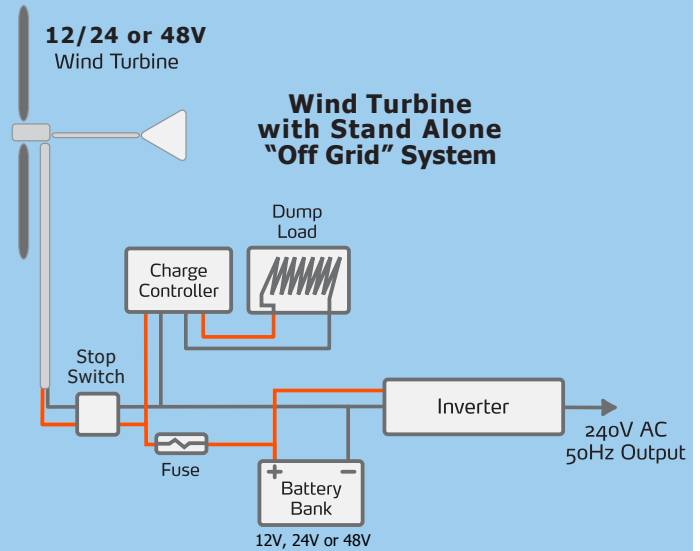 12/24 or 48V
Wind Turbine
Wind Turbine
with Stand Alone
“Off Grid” System
Dump
Load
Charge
Controller
Stop
Switch
Inverter
240V AC
50Hz Output
Fuse
+ −
Battery
Bank
12V, 24V or 48V